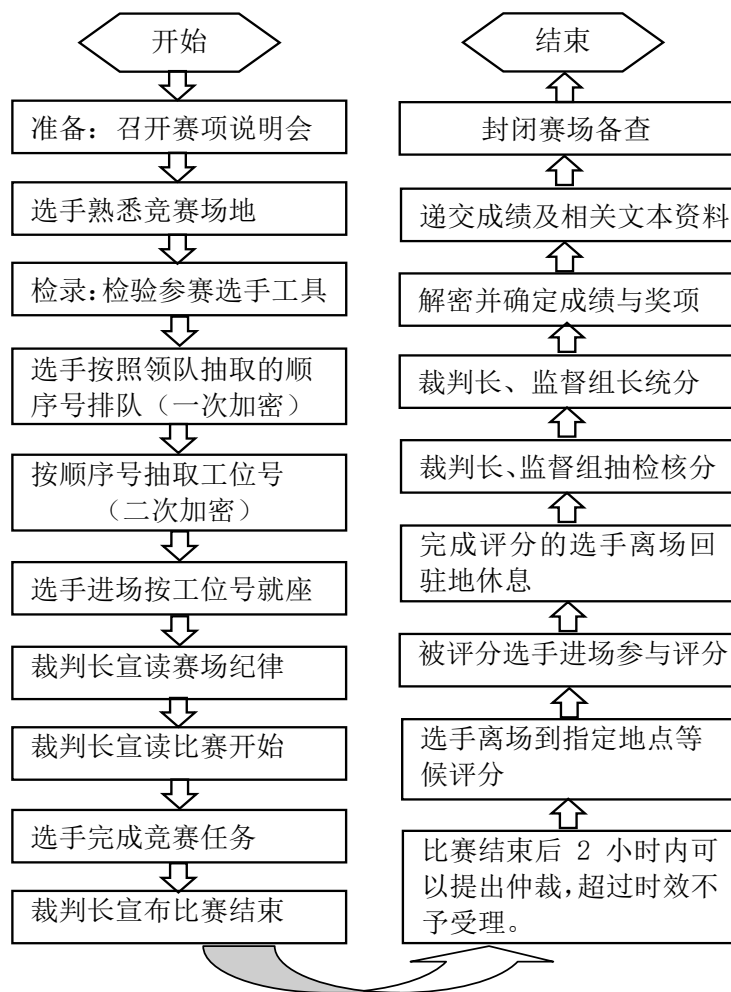 开始
准备：召开赛项说明会
选手熟悉竞赛场地
检录：检验参赛选手工具
选手按照领队抽取的顺
序号排队（一次加密）
按顺序号抽取工位号
（二次加密）
选手进场按工位号就座
裁判长宣读赛场纪律
裁判长宣读比赛开始
选手完成竞赛任务
裁判长宣布比赛结束
比赛结束后 2 小时内可
以提出仲裁，超过时效不
予受理。
选手离场到指定地点等
候评分
被评分选手进场参与评分
完成评分的选手离场回
驻地休息
裁判长、监督组抽检核分
裁判长、监督组长统分
解密并确定成绩与奖项
递交成绩及相关文本资料
封闭赛场备查
结束